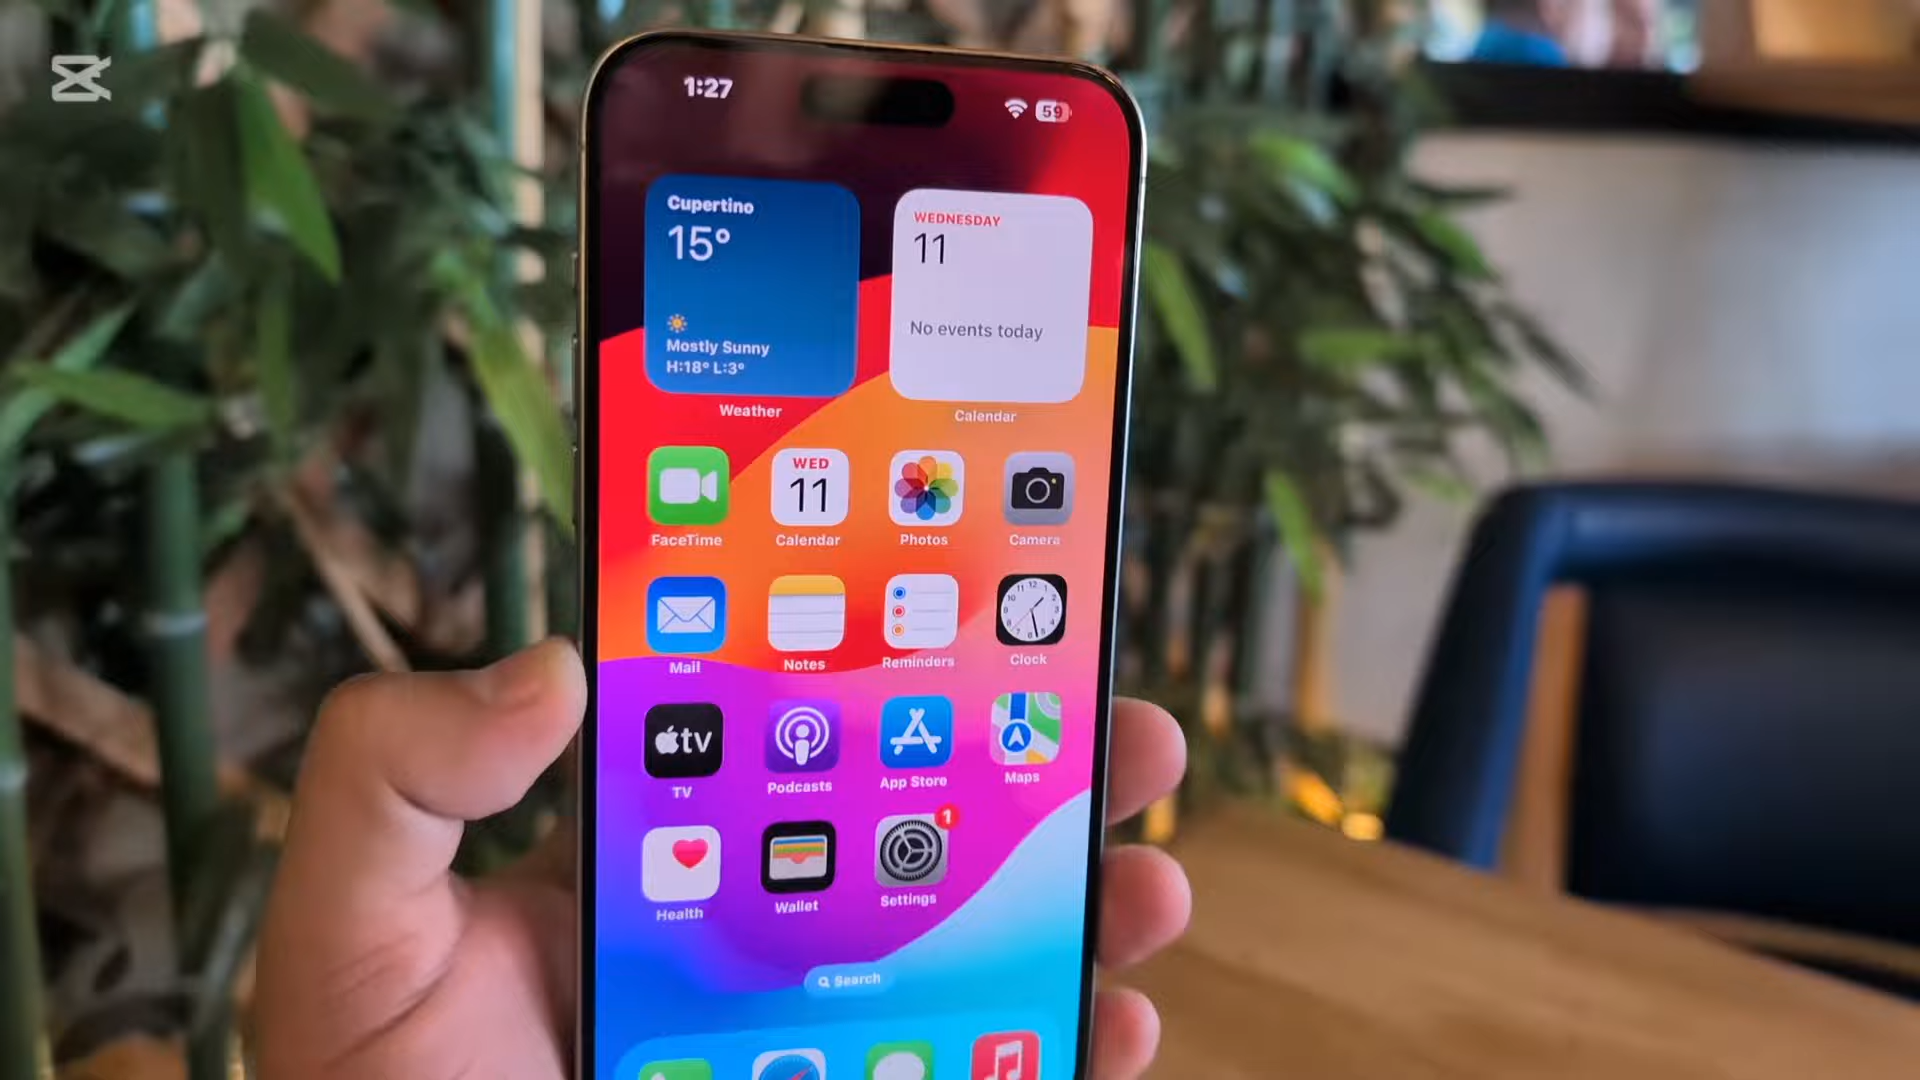 1:27
59
Cupertino
15°
Mostly Sunny
H:18° L:3°
Weather
WEDNESDAY
11
No events today
Calendar
WED
11
FaceTime
Calendar
Photos
Camera
Mail
Notes
Reminders
Clock
tv
TV
Podcasts
App Store
Maps
1
Health
Wallet
Settings
Search